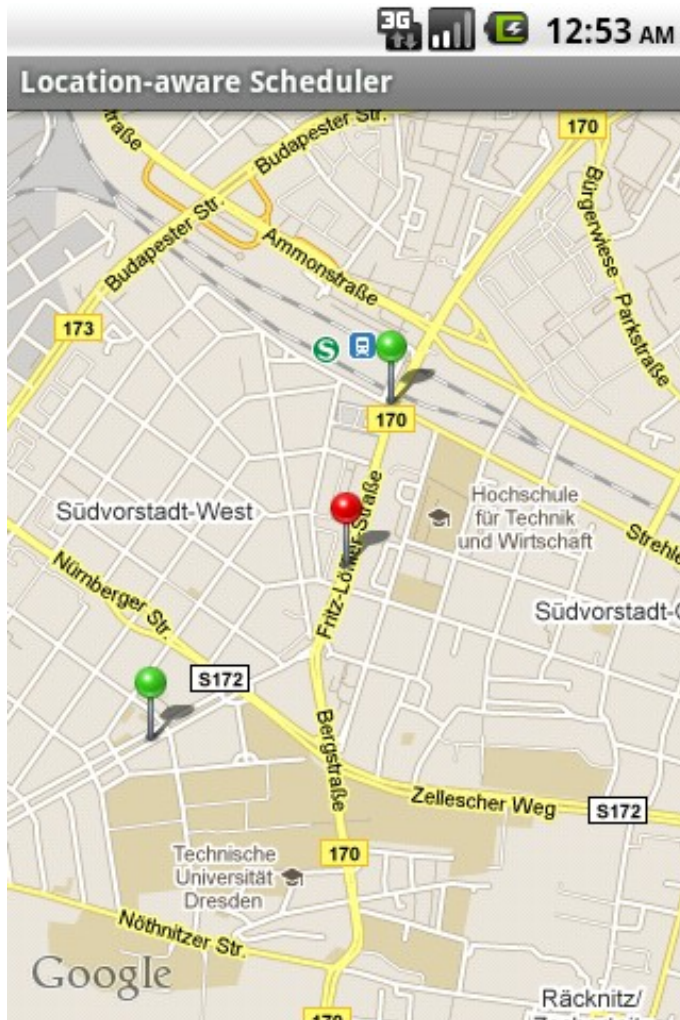 3G
12:53 AM
Location-aware Scheduler
Budapester Str.
170
Budapester Str.
Ammonstraße
Bürgerwiese - Parkstraße
173
S
170
Hochschule
für Technik
und Wirtschaft
Südvorstadt-West
Fritz-Löffler-Straße
Nürnberger Str.
Südvorstadt-
S172
Bergstraße
Zellescher Weg
S172
Technische
Universität
Dresden
170
Nöthnitzer Str.
Google
Räcknitz/
170